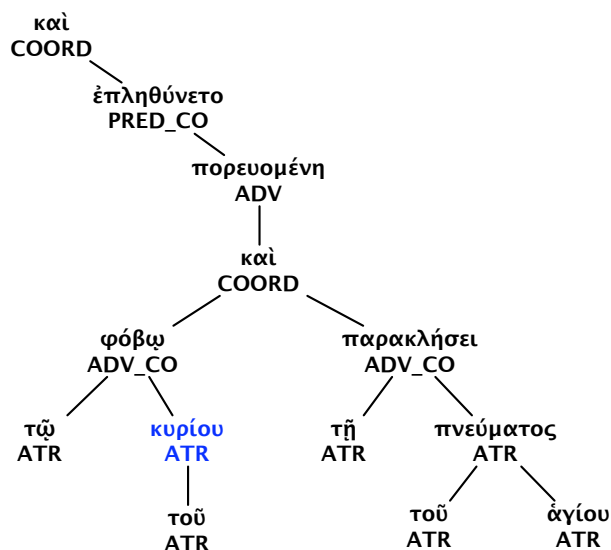 καὶ
COORD
ἐπληθύνετο
PRED_CO
πορευομένη
ADV
καὶ
COORD
φόβῳ παρακλήσει
ADV_CO ADV_CO
τῷ κυρίου τῇ πνεύματος
ATR ATR ATR ATR
τοῦ τοῦ ἁγίου
ATR ATR ATR